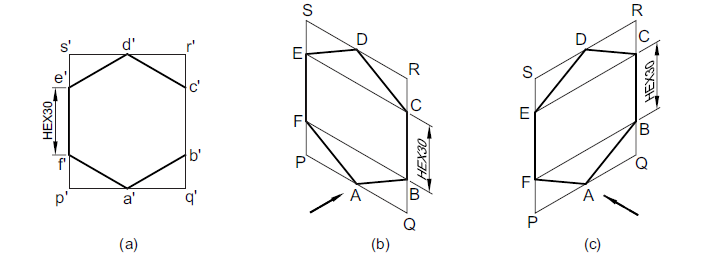 s' d' r'
e' c'
HEX30
f' b'
p' a' q'
(a)
S
D
E
R
C
F
HEX30
P
A B
Q
(b)
R
D C
S
HEX30
E
B
F
Q
A
P
(c)